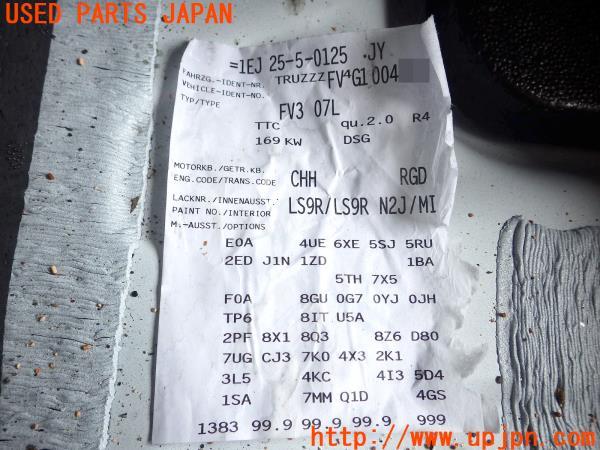 USED PARTS JAPAN
=1EJ 25-5-0125 .JY
FAHRZG.-IDENT-NR. TRUZZZFV4G1004
VEHICLE-IDENT-NO.
TYP/TYPE FV3 07L
TTC qu.2.0 R4
169 KW DSG
MOTORKB./GETR.KB.
ENG.CODE/TRANS.CODE CHH RGD
LACKNR./INNENAUSST.
PAINT NO./INTERIOR LS9R/LS9R N2J/MI
M.-AUSST./OPTIONS
E0A 4UE 6XE 5SJ 5RU
2ED J1N 1ZD 1BA
5TH 7X5
F0A 8GU 0G7 0YJ 0JH
TP6 8IT U5A
2PF 8X1 8Q3 8Z6 D80
7UG CJ3 7K0 4X3 2K1
3L5 4KC 4I3 5D4
1SA 7MM Q1D 4GS
1383 99.9 99.9 99.9 999
http://www.upjpn.com/